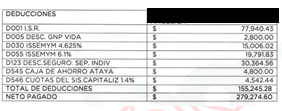 DEDUCCIONES
D001 I.S.R. $ 77,940.43
D005 DESC. GNP VIDA $ 2,800.00
D030 ISSEMYM 4.625% $ 15,006.02
D055 ISSEMYM 6.1% $ 19,791.83
D123 DESC.SEGURO. SEP. INDIV $ 30,364.56
D545 CAJA DE AHORRO ATAYA $ 4,800.00
D546 CUOTAS DEL SIS.CAPITALIZ 1.4% $ 4,542.44
TOTAL DE DEDUCCIONES $ 155,245.28
NETO PAGADO $ 279,274.60